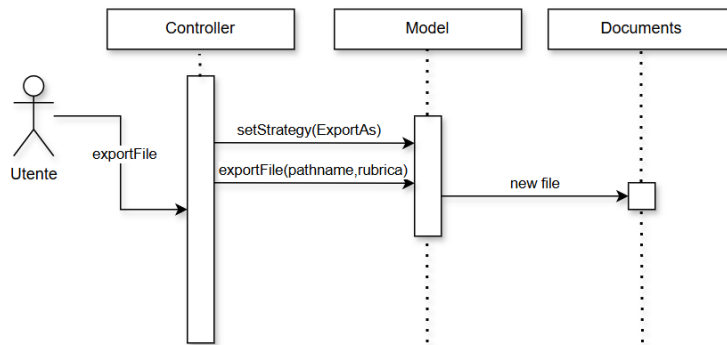 Controller
Model
Documents
setStrategy(ExportAs)
exportFile
exportFile(pathname,rubrica)
Utente
new file